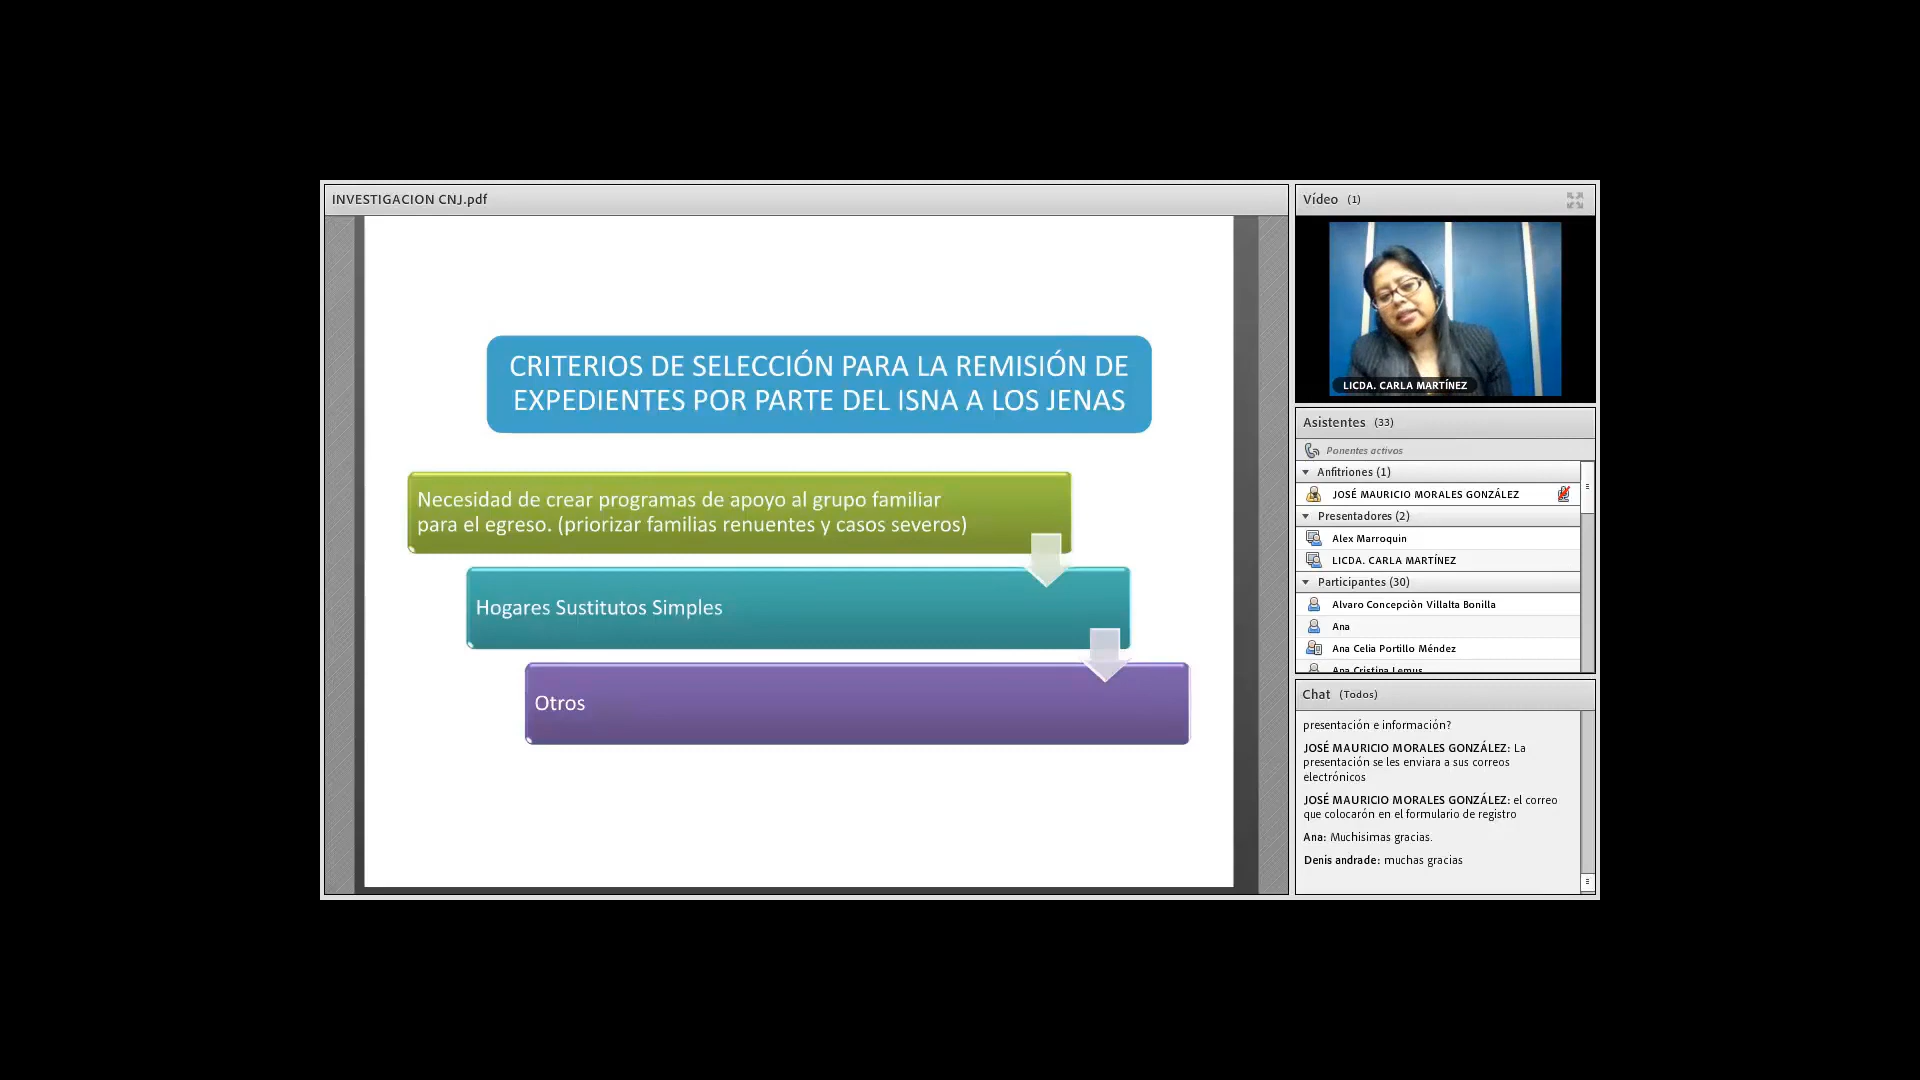 INVESTIGACION CNJ.pdf
CRITERIOS DE SELECCIÓN PARA LA REMISIÓN DE
EXPEDIENTES POR PARTE DEL ISNA A LOS JENAS
Necesidad de crear programas de apoyo al grupo familiar
para el egreso. (priorizar familias renuentes y casos severos)
Hogares Sustitutos Simples
Otros
Vídeo (1)
LICDA. CARLA MARTÍNEZ
Asistentes (33)
Ponentes activos
Anfitriones (1)
JOSÉ MAURICIO MORALES GONZÁLEZ
Presentadores (2)
Alex Marroquin
LICDA. CARLA MARTÍNEZ
Participantes (30)
Alvaro Concepciòn Villalta Bonilla
Ana
Ana Celia Portillo Méndez
Ana Cristina Lemus
Chat (Todos)
presentación e información?
JOSÉ MAURICIO MORALES GONZÁLEZ: La
presentación se les enviara a sus correos
electrónicos
JOSÉ MAURICIO MORALES GONZÁLEZ: el correo
que colocarón en el formulario de registro
Ana: Muchisimas gracias.
Denis andrade: muchas gracias